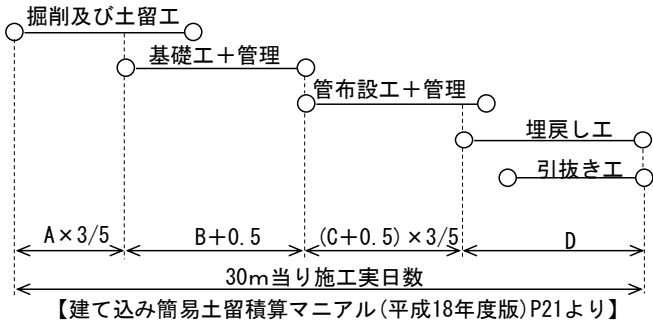 掘削及び土留工
基礎工+管理
管布設工+管理
埋戻し工
引抜き工
A×3/5
B+0.5
(C+0.5)×3/5
D
30m当り施工実日数
【建て込み簡易土留積算マニアル(平成18年度版)P21より】